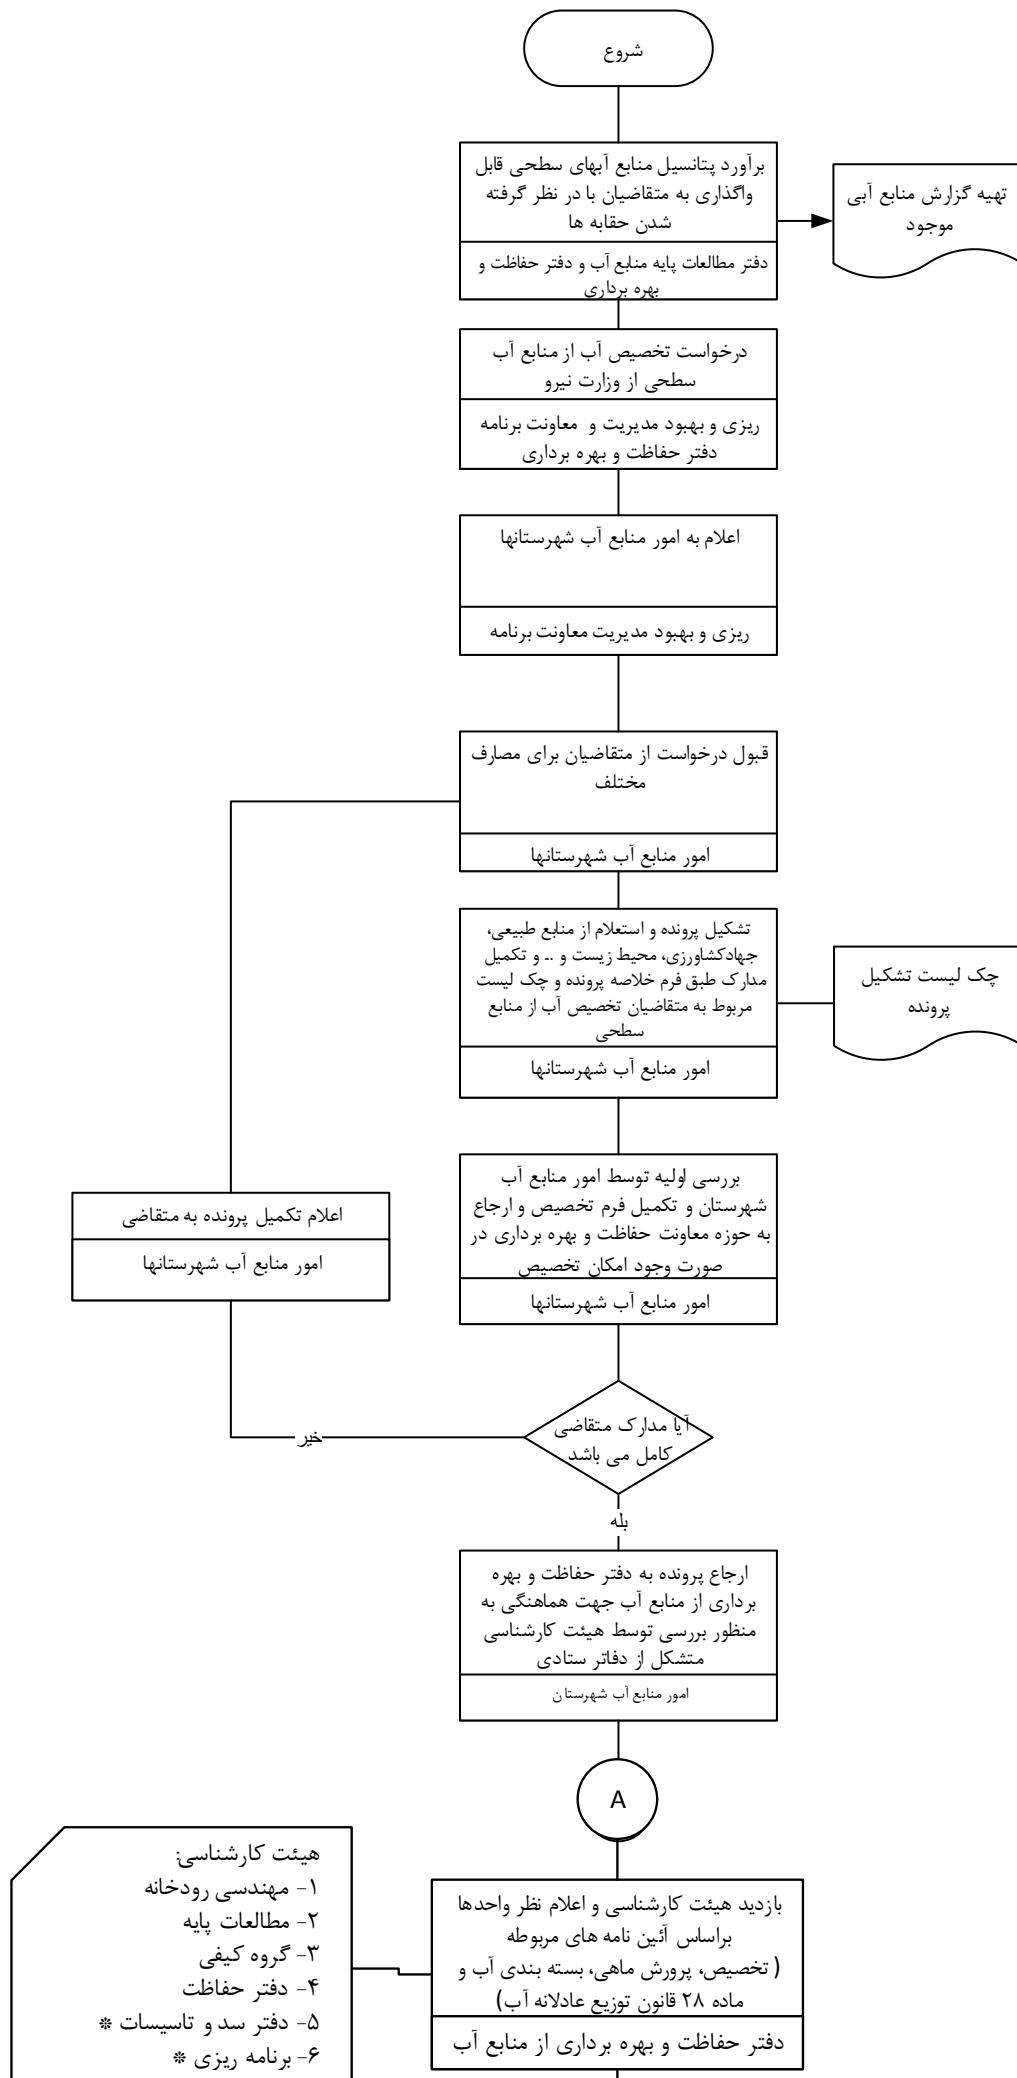 شروع
برآورد پتانسیل منابع آبهای سطحی قابل
واگذاری به متقاضیان با در نظر گرفته
شدن حقابه ها
دفتر مطالعات پایه منابع آب و دفتر حفاظت و
بهره برداری
تهیه گزارش منابع آبی
موجود
درخواست تخصیص آب از منابع آب
سطحی از وزارت نیرو
ریزی و بهبود مدیریت و معاونت برنامه
دفتر حفاظت و بهره برداری
اعلام به امور منابع آب شهرستانها
ریزی و بهبود مدیریت معاونت برنامه
قبول درخواست از متقاضیان برای مصارف
مختلف
امور منابع آب شهرستانها
تشکیل پرونده و استعلام از منابع طبیعی،
جهادکشاورزی، محیط زیست و ... و تکمیل
مدارک طبق فرم خلاصه پرونده و چک لیست
مربوط به متقاضیان تخصیص آب از منابع
سطحی
امور منابع آب شهرستانها
چک لیست تشکیل
پرونده
بررسی اولیه توسط امور منابع آب
شهرستان و تکمیل فرم تخصیص و ارجاع
به حوزه معاونت حفاظت و بهره برداری در
صورت وجود امکان تخصیص
امور منابع آب شهرستانها
اعلام تکمیل پرونده به متقاضی
امور منابع آب شهرستانها
آیا مدارک متقاضی
کامل می باشد
خیر
بله
ارجاع پرونده به دفتر حفاظت و بهره
برداری از منابع آب جهت هماهنگی به
منظور بررسی توسط هیئت کارشناسی
متشکل از دفاتر ستادی
امور منابع آب شهرستان
A
بازدید هیئت کارشناسی و اعلام نظر واحدها
براساس آئین نامه های مربوطه
( تخصیص، پرورش ماهی، بسته بندی آب و
ماده ۲۸ قانون توزیع عادلانه آب)
دفتر حفاظت و بهره برداری از منابع آب
هیئت کارشناسی:
۱- مهندسی رودخانه
۲- مطالعات پایه
۳- گروه کیفی
۴- دفتر حفاظت
۵- دفتر سد و تاسیسات *
۶- برنامه ریزی *